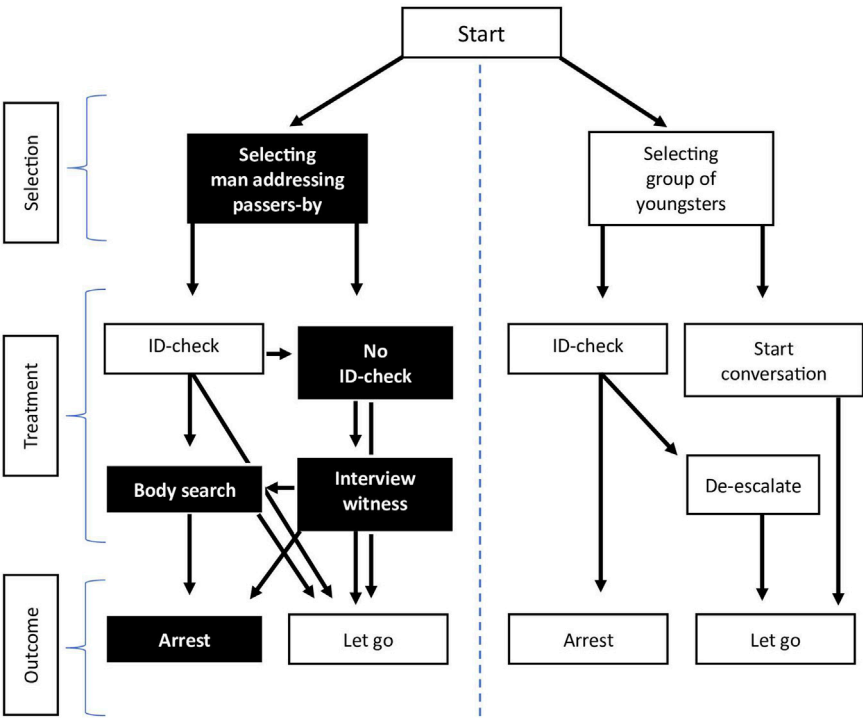 Start
Selection
Selecting
man addressing
passers-by
Selecting
group of
youngsters
Treatment
ID-check
No
ID-check
ID-check
Start
conversation
Body search
Interview
witness
De-escalate
Outcome
Arrest
Let go
Arrest
Let go